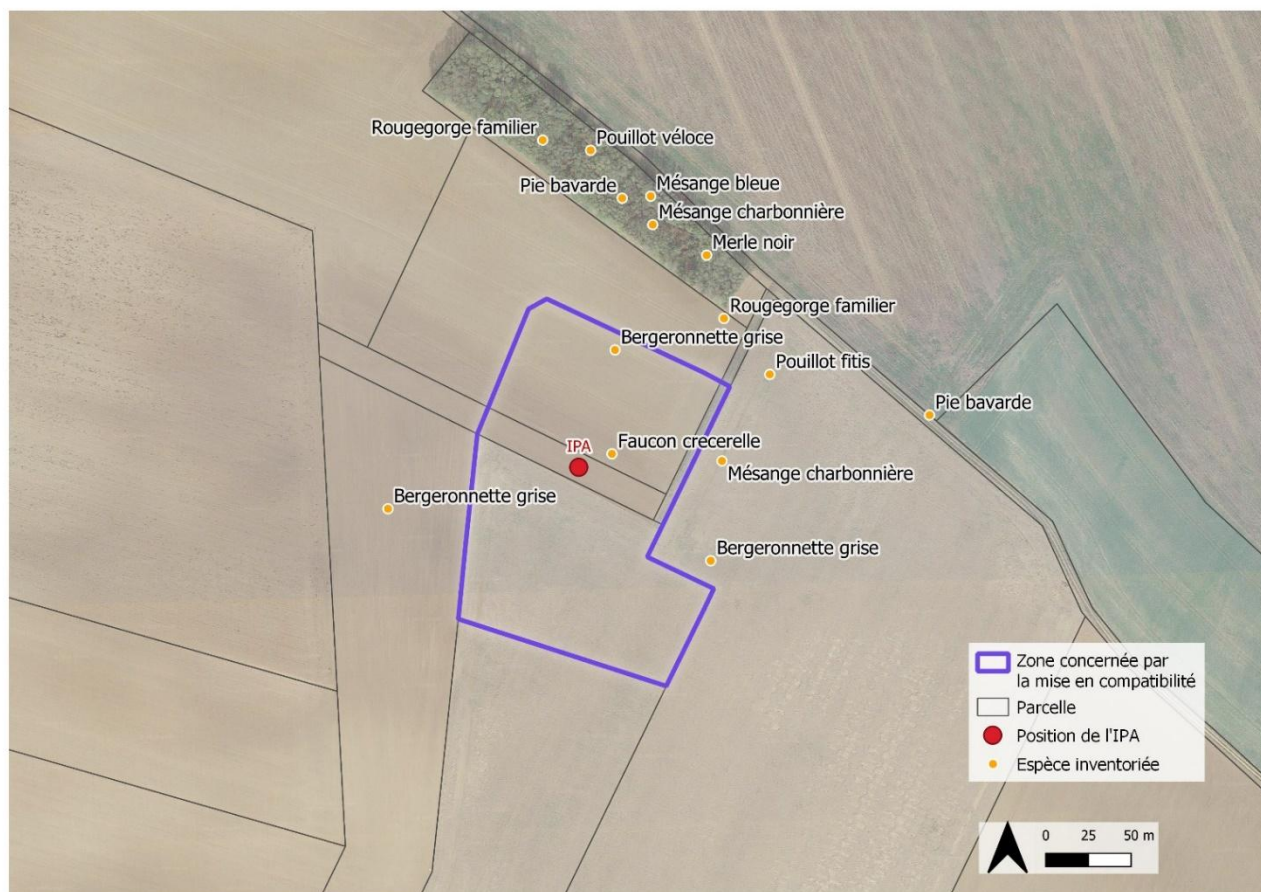 Rougegorge familier
Pouillot véloce
Pie bavarde
Mésange bleue
Mésange charbonnière
Merle noir
Rougegorge familier
Bergeronnette grise
Pouillot fitis
Pie bavarde
IPA
Faucon crecerelle
Mésange charbonnière
Bergeronnette grise
Bergeronnette grise
Zone concernée par
la mise en compatibilité
Parcelle
Position de l'IPA
Espèce inventoriée
0 25 50 m